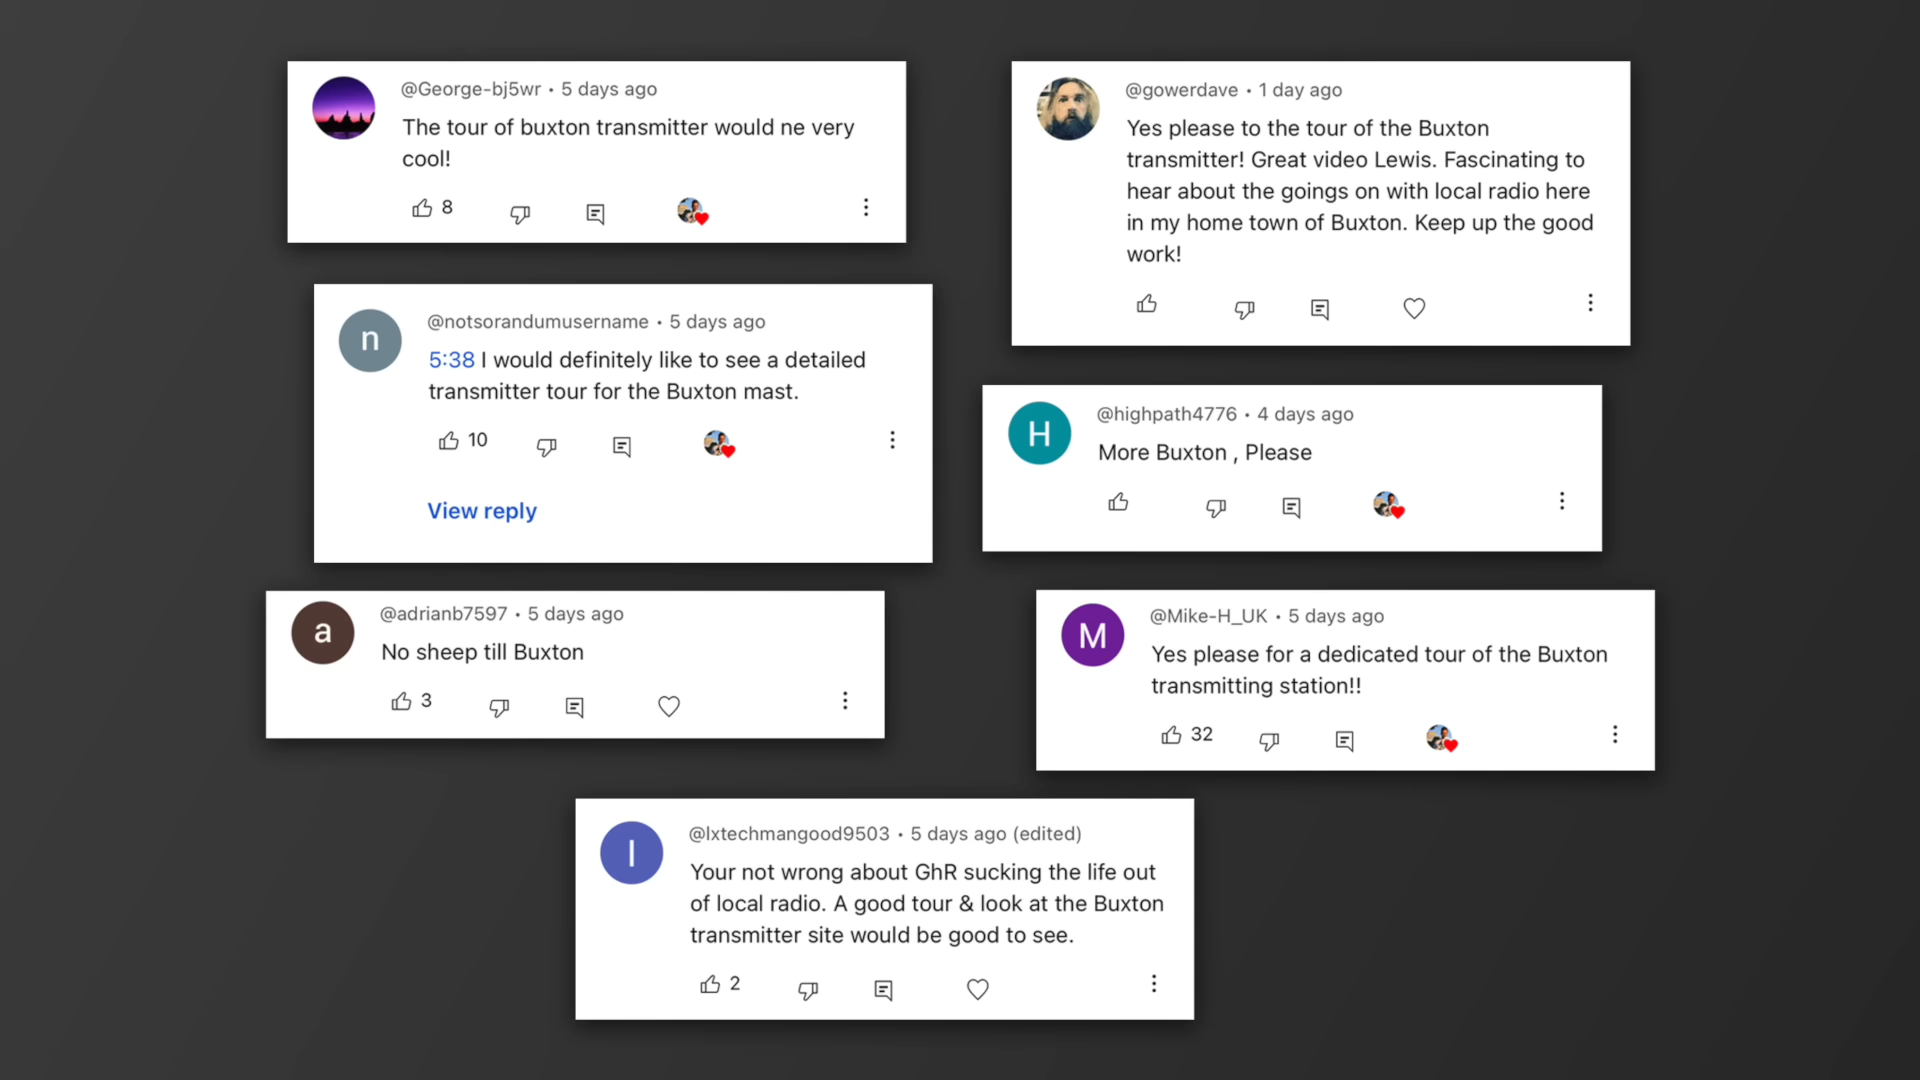 @George-bj5wr • 5 days ago
The tour of buxton transmitter would ne very
cool!
8
@gowerdave • 1 day ago
Yes please to the tour of the Buxton
transmitter! Great video Lewis. Fascinating to
hear about the goings on with local radio here
in my home town of Buxton. Keep up the good
work!
n
@notsorandumusername • 5 days ago
5:38 I would definitely like to see a detailed
transmitter tour for the Buxton mast.
10
View reply
H
@highpath4776 • 4 days ago
More Buxton , Please
a
@adrianb7597 • 5 days ago
No sheep till Buxton
3
M
@Mike-H_UK • 5 days ago
Yes please for a dedicated tour of the Buxton
transmitting station!!
32
l
@lxtechmangood9503 • 5 days ago (edited)
Your not wrong about GhR sucking the life out
of local radio. A good tour & look at the Buxton
transmitter site would be good to see.
2